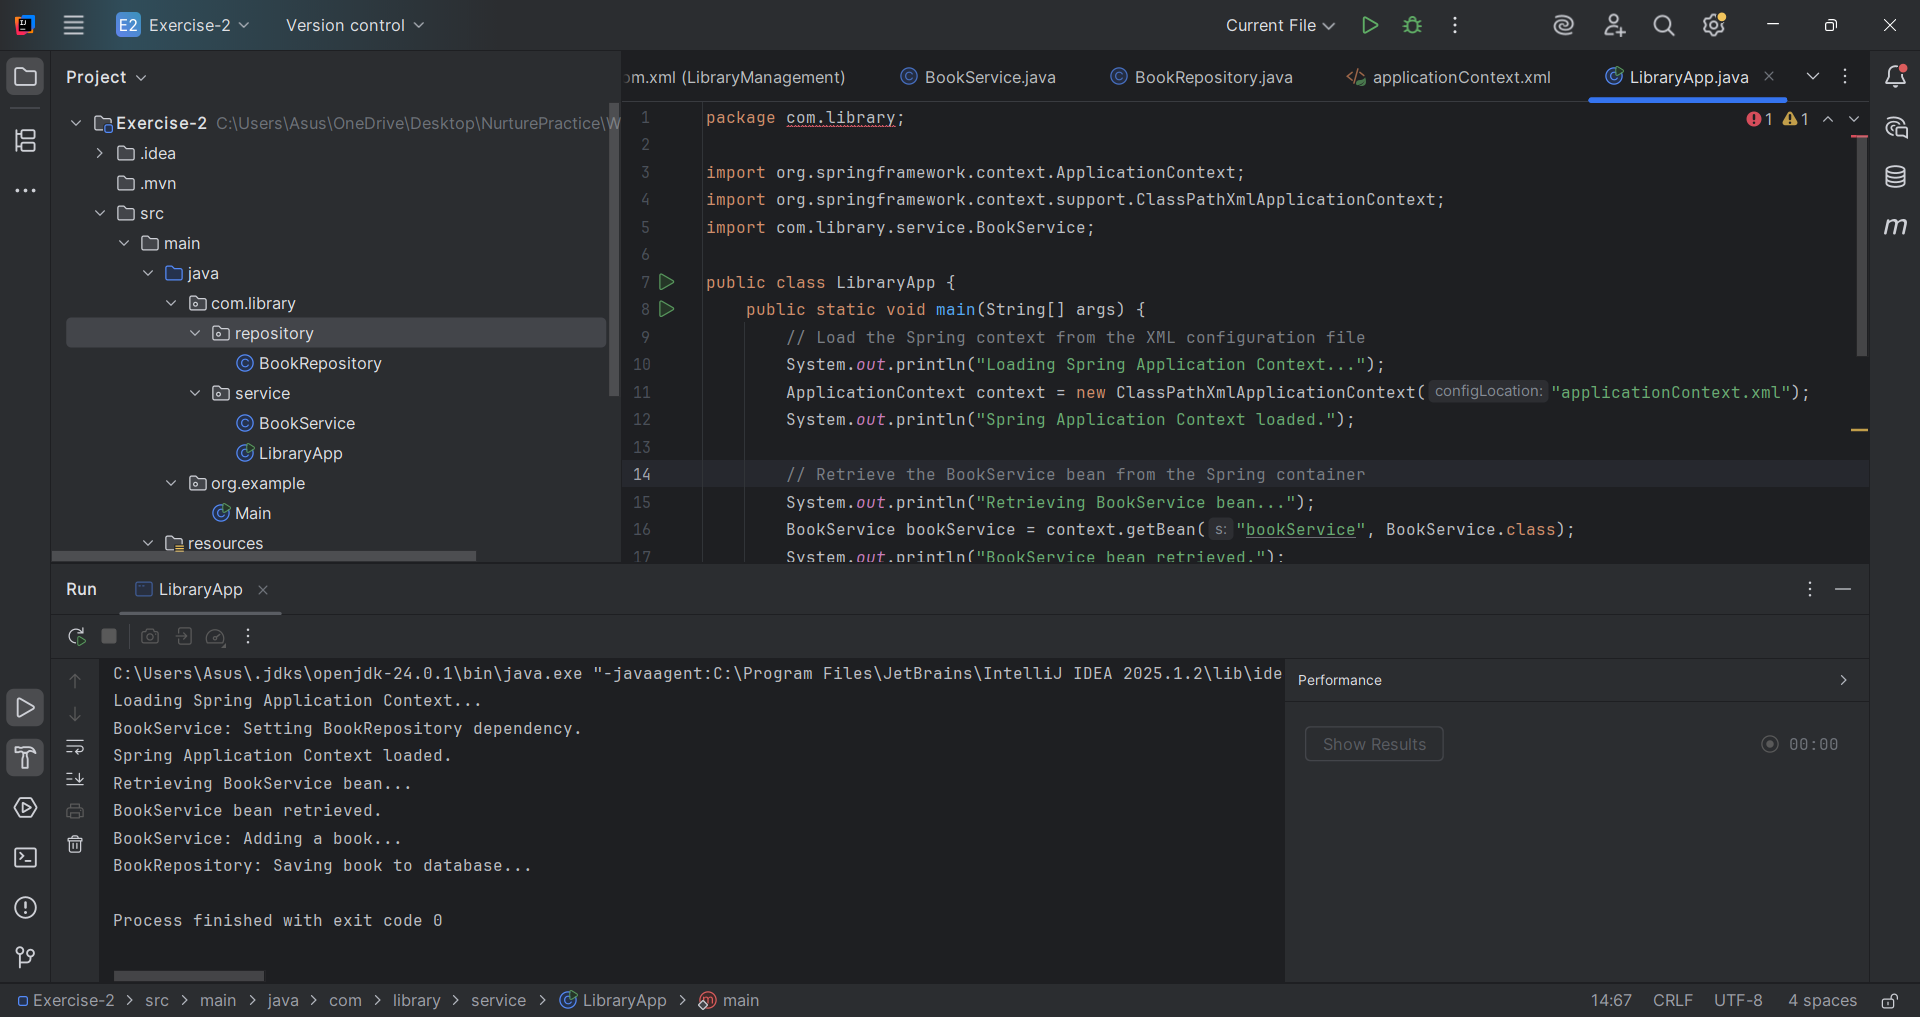 E2 Exercise-2 Version control Current File
Project
Exercise-2 C:\Users\Asus\OneDrive\Desktop\NurturePractice\W
.idea
.mvn
src
main
java
com.library
repository
BookRepository
service
BookService
LibraryApp
org.example
Main
resources
om.xml (LibraryManagement) BookService.java BookRepository.java applicationContext.xml LibraryApp.java
1 1
1 package com.library;
2
3 import org.springframework.context.ApplicationContext;
4 import org.springframework.context.support.ClassPathXmlApplicationContext;
5 import com.library.service.BookService;
6
7 public class LibraryApp {
8 public static void main(String[] args) {
9 // Load the Spring context from the XML configuration file
10 System.out.println("Loading Spring Application Context...");
11 ApplicationContext context = new ClassPathXmlApplicationContext( configLocation: "applicationContext.xml");
12 System.out.println("Spring Application Context loaded.");
13
14 // Retrieve the BookService bean from the Spring container
15 System.out.println("Retrieving BookService bean...");
16 BookService bookService = context.getBean( s: "bookService", BookService.class);
17 System.out.println("BookService bean retrieved.");
Run LibraryApp
C:\Users\Asus\.jdks\openjdk-24.0.1\bin\java.exe "-javaagent:C:\Program Files\JetBrains\IntelliJ IDEA 2025.1.2\lib\ide
Loading Spring Application Context...
BookService: Setting BookRepository dependency.
Spring Application Context loaded.
Retrieving BookService bean...
BookService bean retrieved.
BookService: Adding a book...
BookRepository: Saving book to database...
Process finished with exit code 0
Performance
Show Results 00:00
Exercise-2 > src > main > java > com > library > service > LibraryApp > main
14:67 CRLF UTF-8 4 spaces